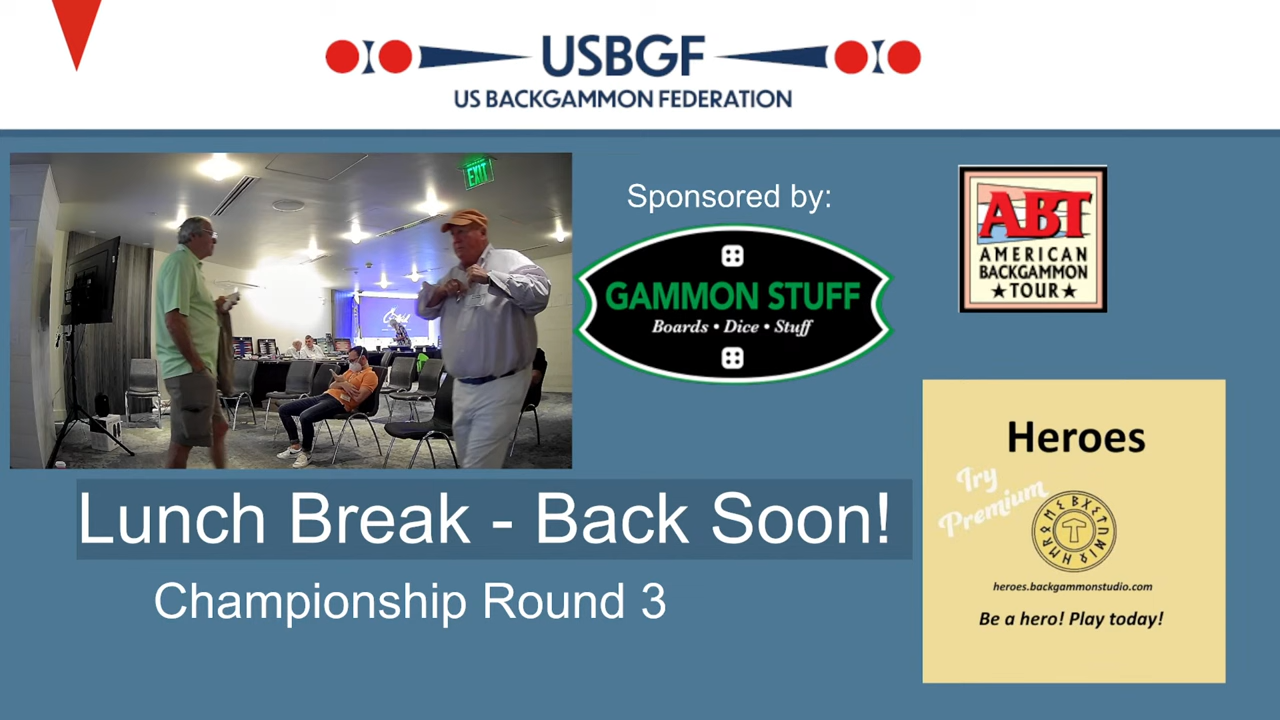 USBGF
US BACKGAMMON FEDERATION
EXIT
Sponsored by:
GAMMON STUFF
Boards • Dice • Stuff
ABT
AMERICAN
BACKGAMMON
★TOUR★
Heroes
Try
Premium
heroes.backgammonstudio.com
Be a hero! Play today!
Lunch Break - Back Soon!
Championship Round 3